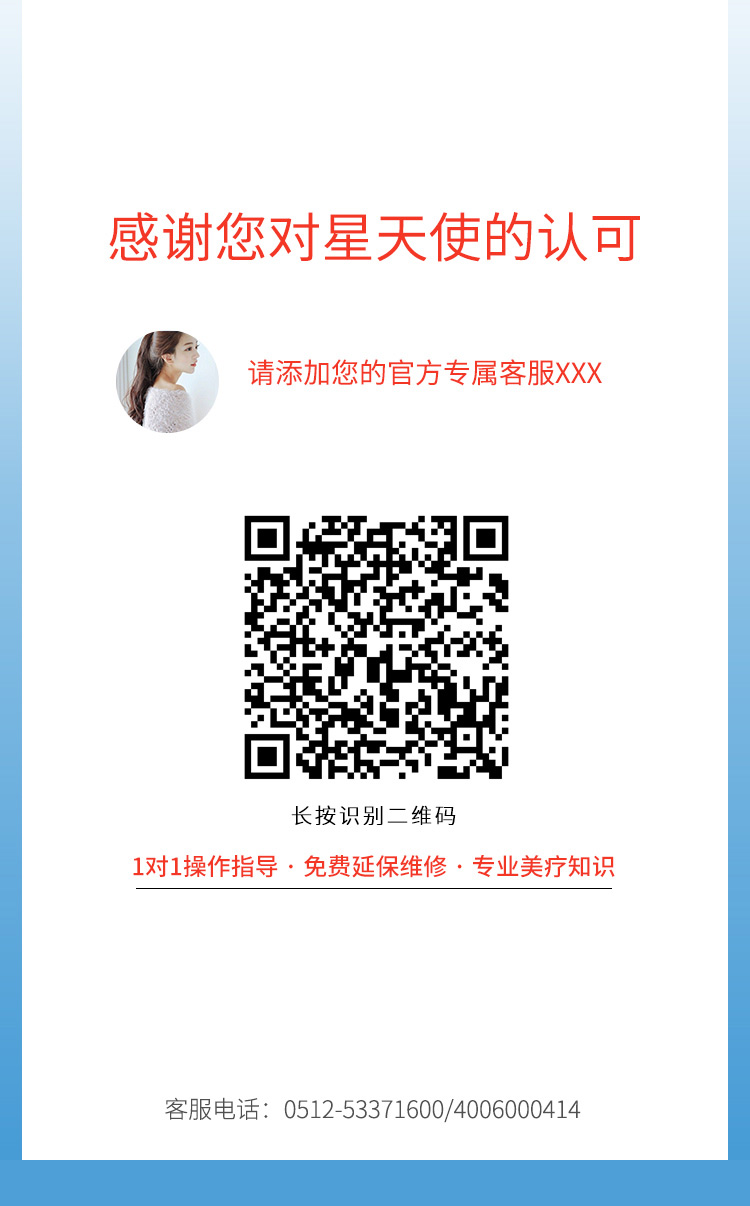 感谢您对星天使的认可
请添加您的官方专属客服XXX
长按识别二维码
1对1操作指导 · 免费延保维修 · 专业美疗知识
客服电话：0512-53371600/4006000414